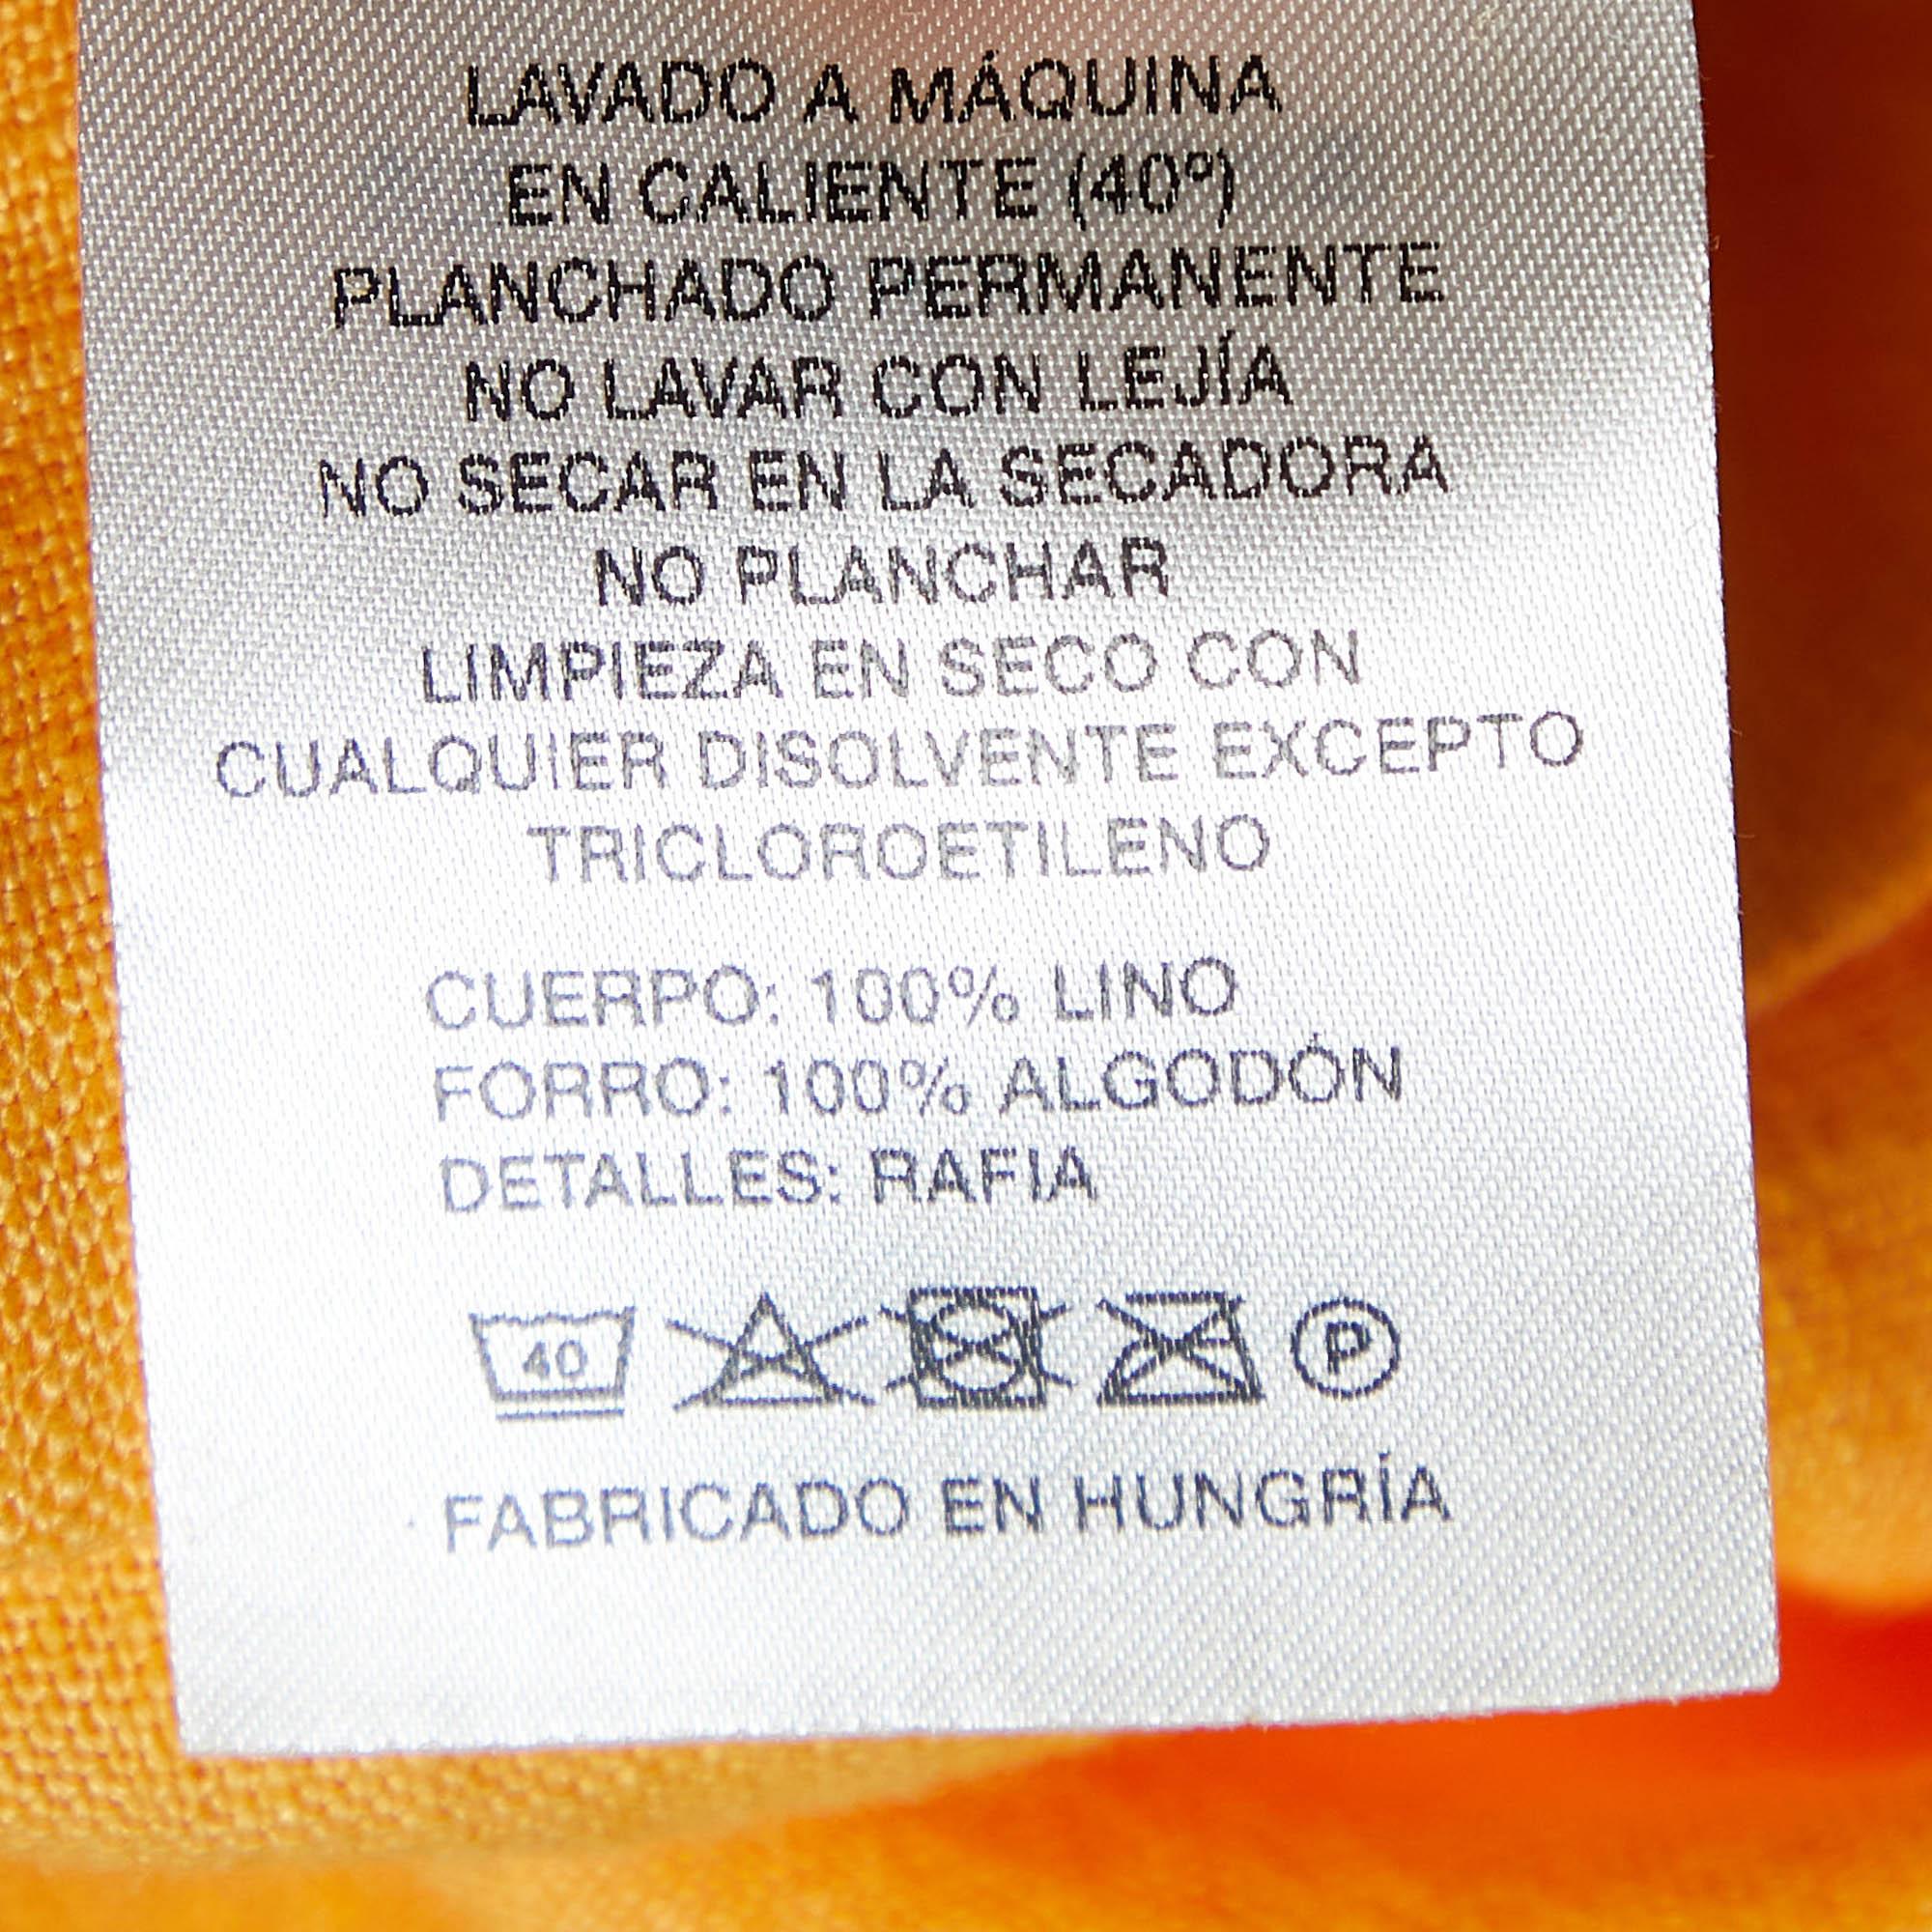 LAVADO A MÁQUINA
EN CALIENTE (40º)
PLANCHADO PERMANENTE
NO LAVAR CON LEJÍA
NO SECAR EN LA SECADORA
NO PLANCHAR
LIMPIEZA EN SECO CON
CUALQUIER DISOLVENTE EXCEPTO
TRICLOROETILENO
CUERPO: 100% LINO
FORRO: 100% ALGODÓN
DETALLES: RAFIA
40 P
FABRICADO EN HUNGRÍA